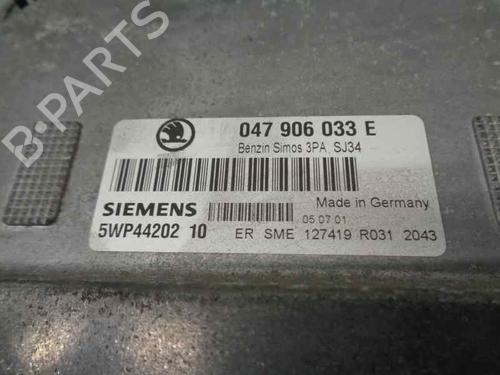 047 906 033 E
Benzin Simos 3PA, SJ34
SIEMENS
Made in Germany
05.07.01
5WP44202 10
ER SME 127419 R031 2043
B-PARTS